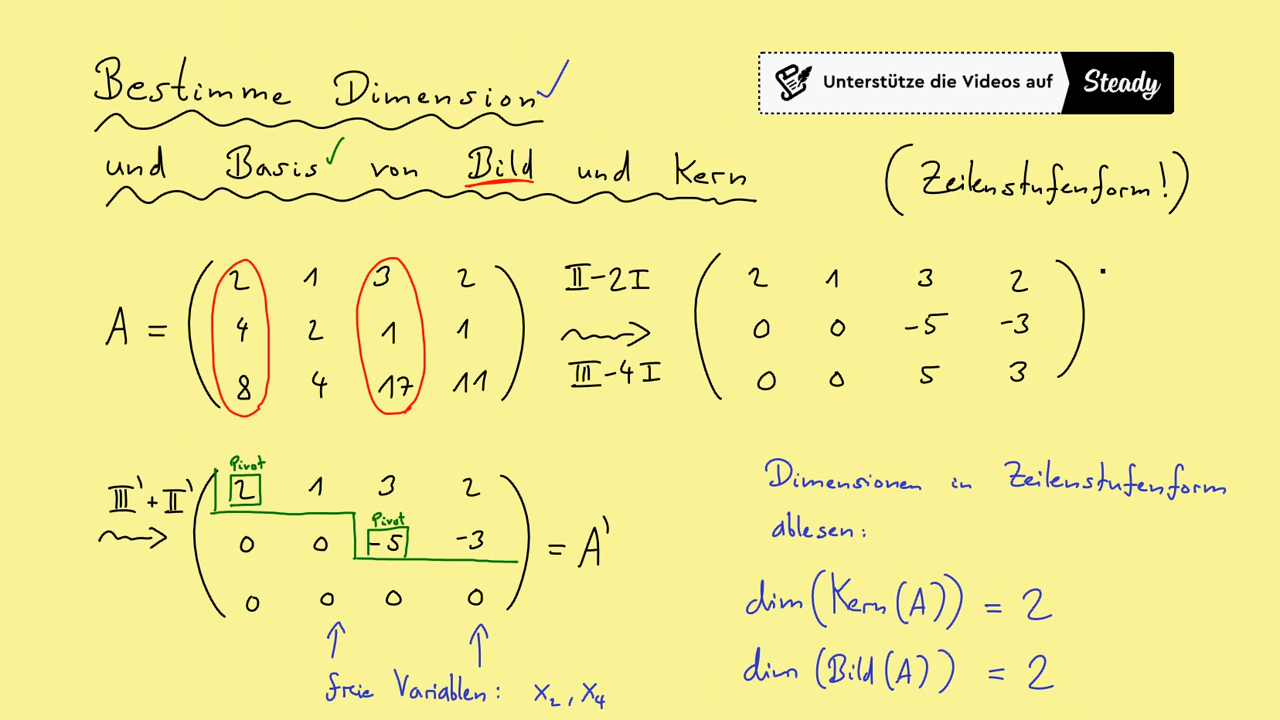 Bestimme Dimension ✓
Unterstütze die Videos auf Steady
und Basis ✓ von Bild und Kern
(Zeilenstufenform!)
A = ( 2 1 3 2 II-2I ( 2 1 3 2 )
4 2 1 1 0 0 -5 -3
8 4 17 11 ) III-4I 0 0 5 3
Pivot
III'+II' ( 2 1 3 2 )
Pivot
0 0 -5 -3 = A'
0 0 0 0
freie Variablen: x₂, x₄
Dimensionen in Zeilenstufenform
ablesen:
dim(Kern(A)) = 2
dim(Bild(A)) = 2